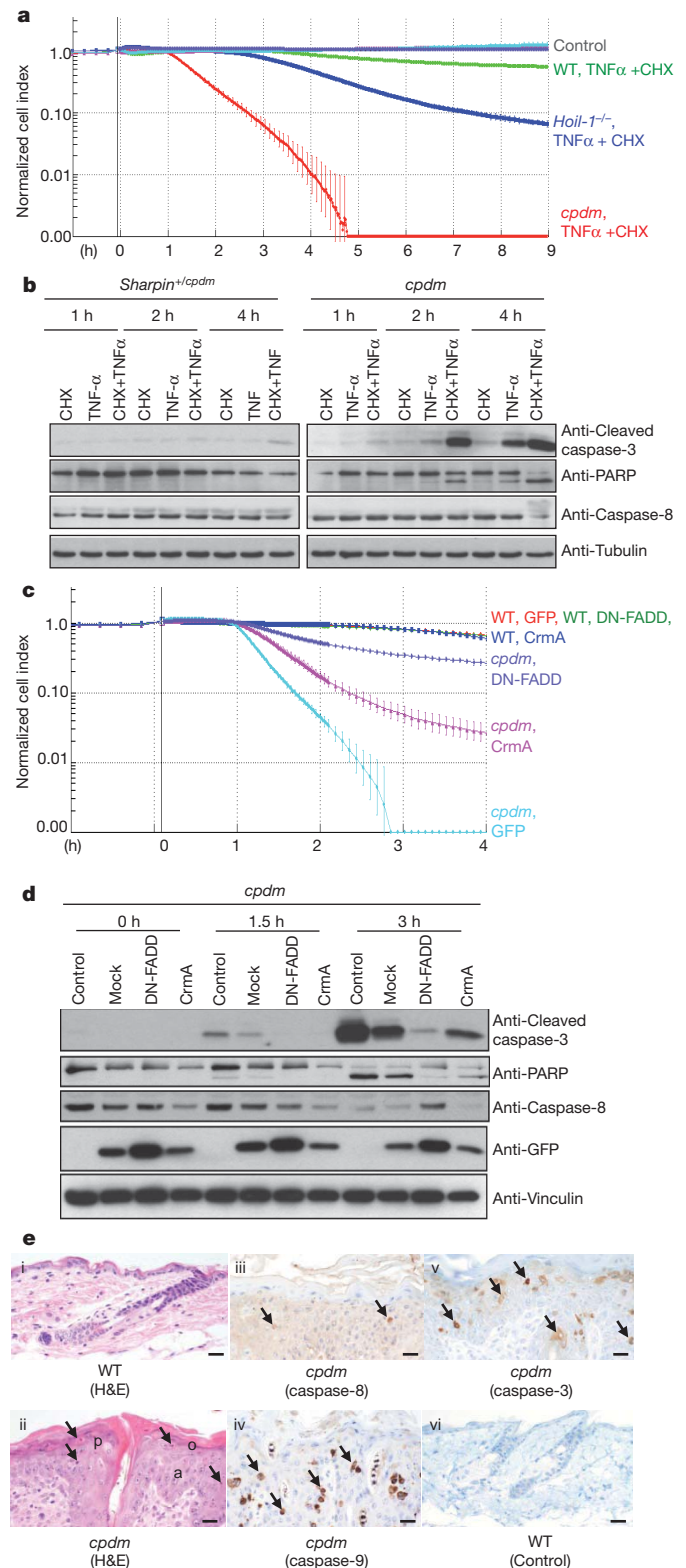 a
Normalized cell index
1.0
0.10
0.01
0.00
(h) 0 1 2 3 4 5 6 7 8 9
Control
WT, TNFα +CHX
Hoil-1–/–,
TNFα + CHX
cpdm,
TNFα +CHX
b
Sharpin+/cpdm cpdm
1 h 2 h 4 h 1 h 2 h 4 h
CHX TNF-α CHX+TNFα CHX TNF-α CHX+TNFα CHX TNF CHX+TNF CHX TNF-α CHX+TNFα CHX TNF-α CHX+TNFα CHX TNF-α CHX+TNFα
Anti-Cleaved
caspase-3
Anti-PARP
Anti-Caspase-8
Anti-Tubulin
c
Normalized cell index
1.0
0.10
0.01
0.00
(h) 0 1 2 3 4
WT, GFP, WT, DN-FADD,
WT, CrmA
cpdm,
DN-FADD
cpdm,
CrmA
cpdm,
GFP
d
cpdm
0 h 1.5 h 3 h
Control Mock DN-FADD CrmA Control Mock DN-FADD CrmA Control Mock DN-FADD CrmA
Anti-Cleaved
caspase-3
Anti-PARP
Anti-Caspase-8
Anti-GFP
Anti-Vinculin
e
i iii v
WT
(H&E)
cpdm
(caspase-8)
cpdm
(caspase-3)
ii p o a iv vi
cpdm
(H&E)
cpdm
(caspase-9)
WT
(Control)